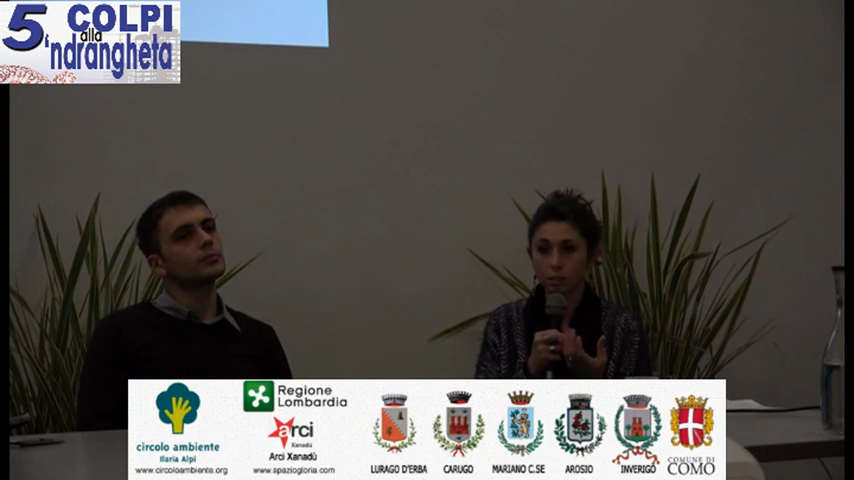 5 COLPI
alla
'ndrangheta
circolo ambiente
Ilaria Alpi
www.circoloambiente.org
Regione
Lombardia
arci
Xanadù
Arci Xanadù
www.spaziogloria.com
LURAGO D'ERBA
CARUGO
MARIANO C.SE
AROSIO
INVERIGO
COMUNE DI
COMO